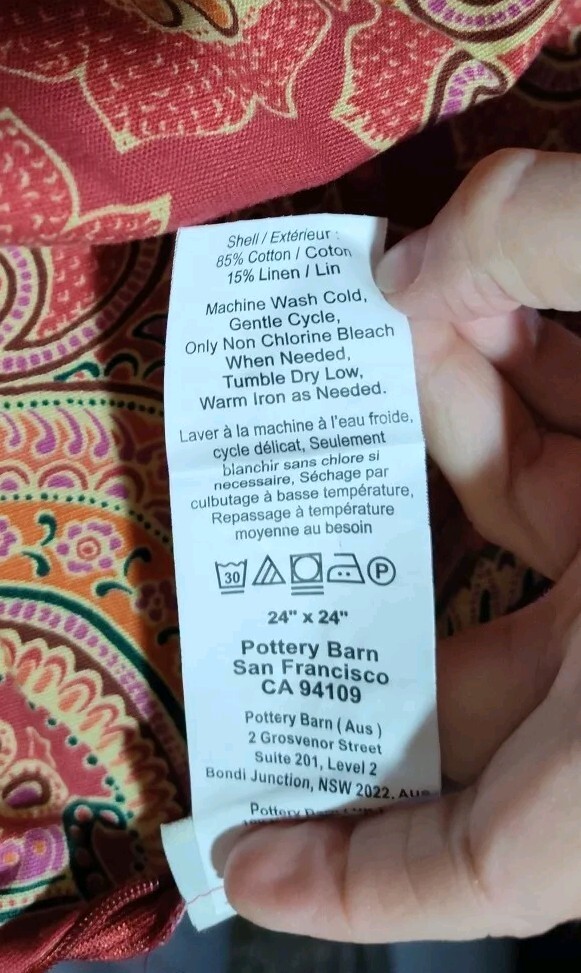 Shell / Extérieur :
85% Cotton / Coton
15% Linen / Lin
Machine Wash Cold,
Gentle Cycle,
Only Non Chlorine Bleach
When Needed,
Tumble Dry Low,
Warm Iron as Needed.
Laver à la machine à l'eau froide,
cycle délicat, Seulement
blanchir sans chlore si
necessaire, Séchage par
culbutage à basse température,
Repassage à température
moyenne au besoin
30 P
24" x 24"
Pottery Barn
San Francisco
CA 94109
Pottery Barn ( Aus )
2 Grosvenor Street
Suite 201, Level 2
Bondi Junction, NSW 2022, Aus
Pottery Barn